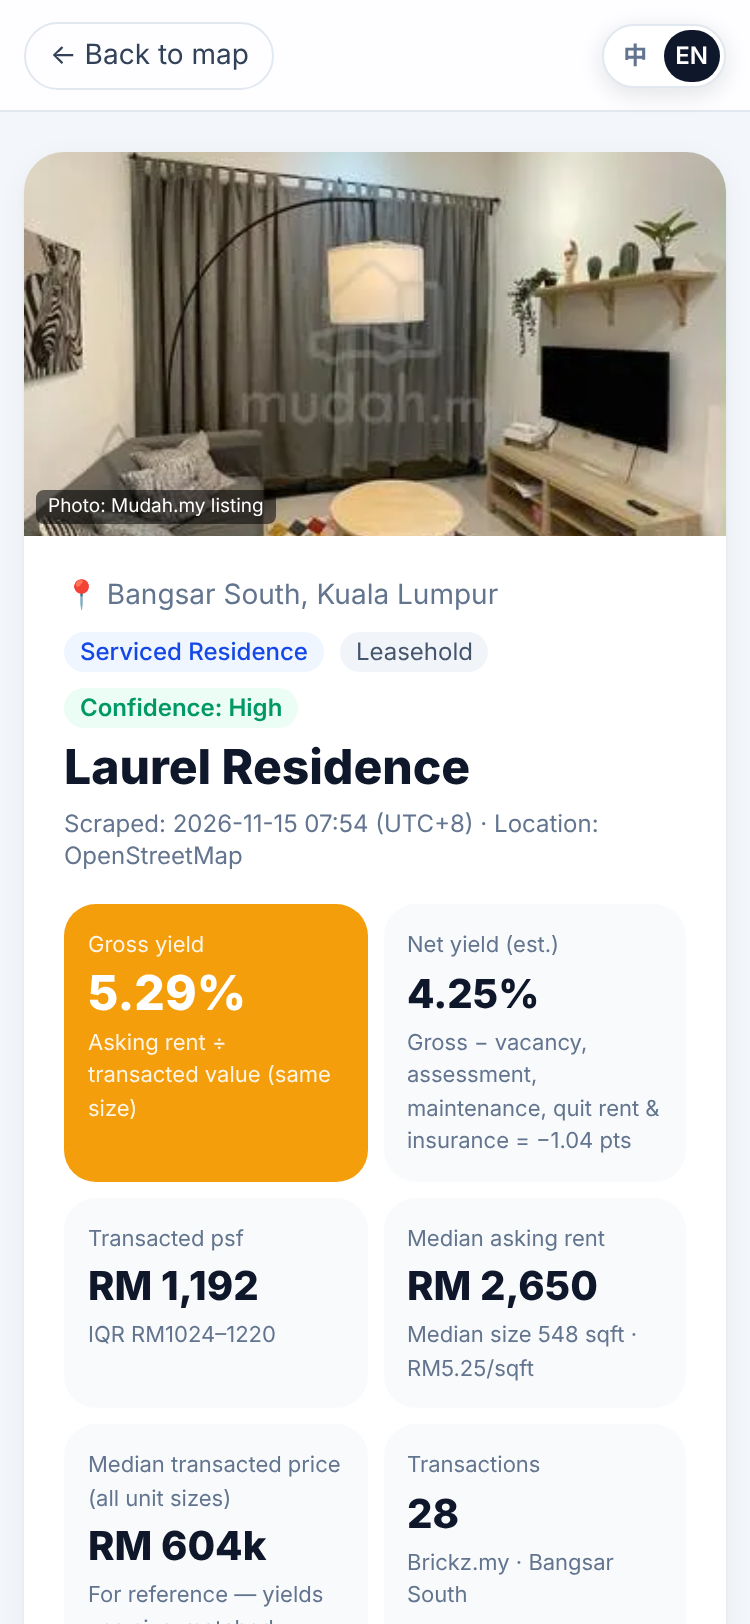 ← Back to map
中 EN
mudah.m
Photo: Mudah.my listing
📍 Bangsar South, Kuala Lumpur
Serviced Residence Leasehold
Confidence: High
Laurel Residence
Scraped: 2026-11-15 07:54 (UTC+8) · Location:
OpenStreetMap
Gross yield
5.29%
Asking rent ÷
transacted value (same
size)
Net yield (est.)
4.25%
Gross − vacancy,
assessment,
maintenance, quit rent &
insurance = −1.04 pts
Transacted psf
RM 1,192
IQR RM1024–1220
Median asking rent
RM 2,650
Median size 548 sqft ·
RM5.25/sqft
Median transacted price
(all unit sizes)
RM 604k
For reference — yields
Transactions
28
Brickz.my · Bangsar
South